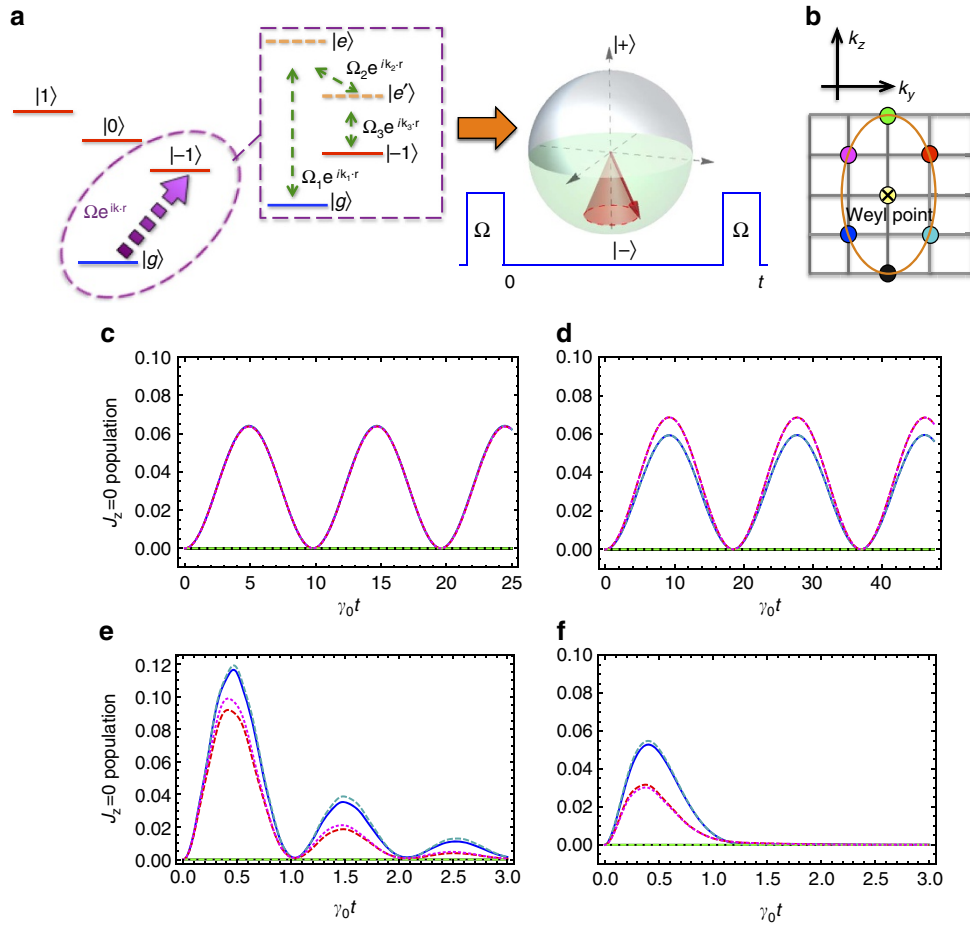 a
b
|e⟩
|+⟩
k_z
Ω₂e^{ik₂·r}
|1⟩
|e′⟩
k_y
|0⟩
Ω₃e^{ik₃·r}
|−1⟩
|−1⟩
Ωe^{ik·r}
Ω₁e^{ik₁·r}
Weyl point
|g⟩
Ω
|−⟩
Ω
|g⟩
0
t
c
d
0.10
0.08
0.06
0.04
0.02
0.00
J_z=0 population
0 5 10 15 20 25
γ₀t
0.10
0.08
0.06
0.04
0.02
0.00
0 10 20 30 40
γ₀t
e
f
0.12
0.10
0.08
0.06
0.04
0.02
0.00
J_z=0 population
0.0 0.5 1.0 1.5 2.0 2.5 3.0
γ₀t
0.10
0.08
0.06
0.04
0.02
0.00
0.0 0.5 1.0 1.5 2.0 2.5 3.0
γ₀t